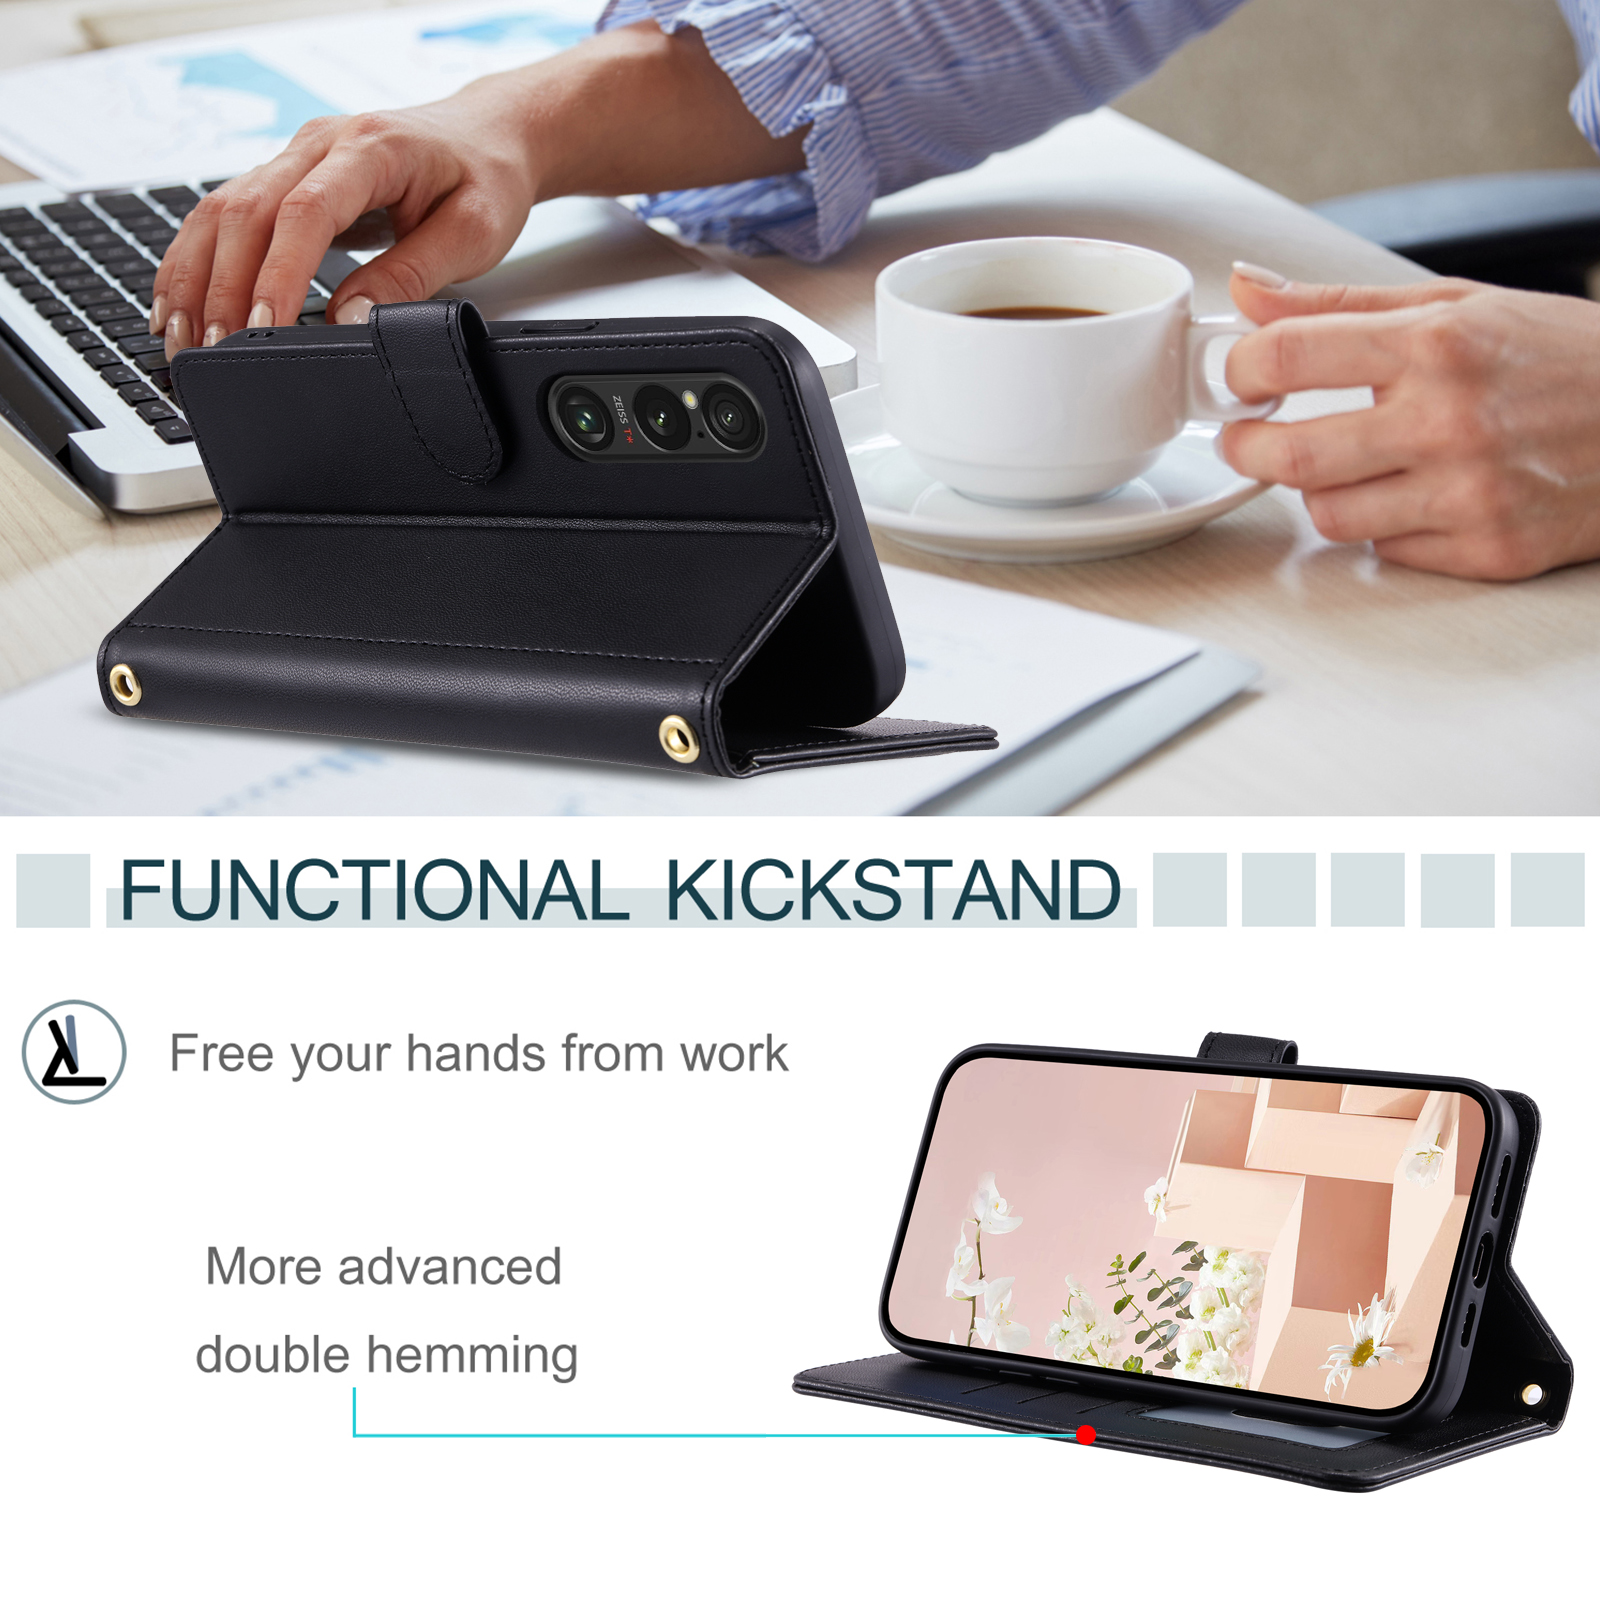 ZEISS T*
FUNCTIONAL KICKSTAND
Free your hands from work
More advanced
double hemming